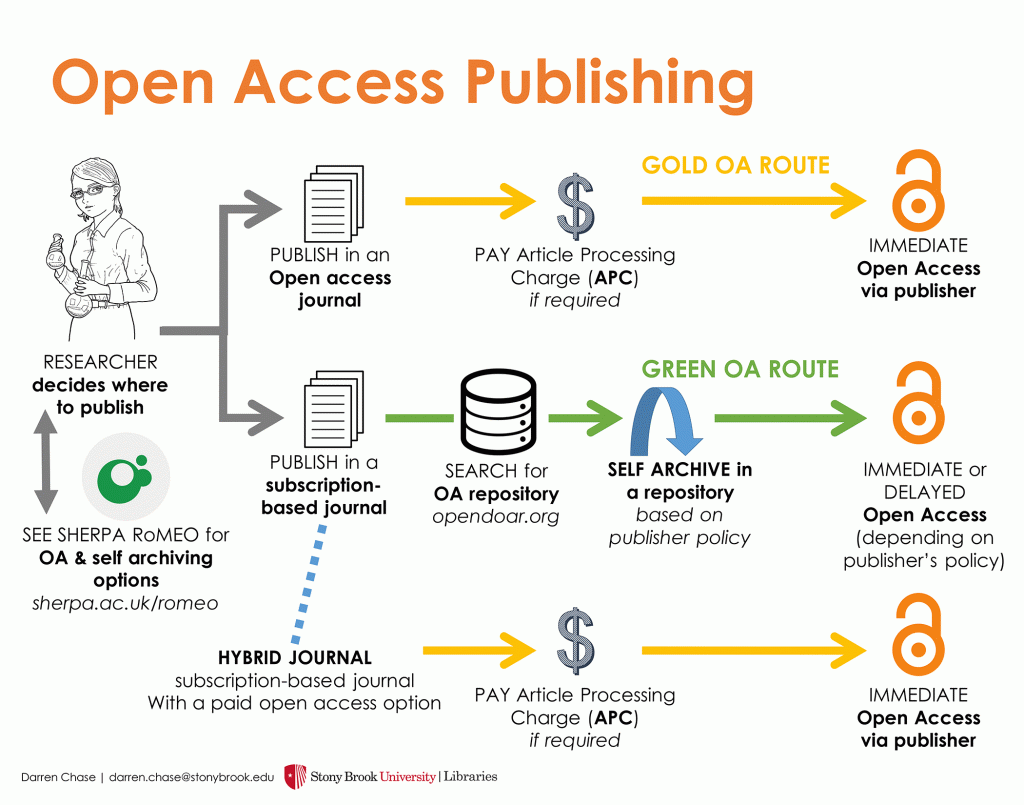 Open Access Publishing
GOLD OA ROUTE
PUBLISH in an
Open access
journal
PAY Article Processing
Charge (APC)
if required
IMMEDIATE
Open Access
via publisher
RESEARCHER
decides where
to publish
SEE SHERPA RoMEO for
OA & self archiving
options
sherpa.ac.uk/romeo
GREEN OA ROUTE
PUBLISH in a
subscription-
based journal
SEARCH for
OA repository
opendoar.org
SELF ARCHIVE in
a repository
based on
publisher policy
IMMEDIATE or
DELAYED
Open Access
(depending on
publisher's policy)
HYBRID JOURNAL
subscription-based journal
With a paid open access option
PAY Article Processing
Charge (APC)
if required
IMMEDIATE
Open Access
via publisher
Darren Chase | darren.chase@stonybrook.edu
Stony Brook University | Libraries